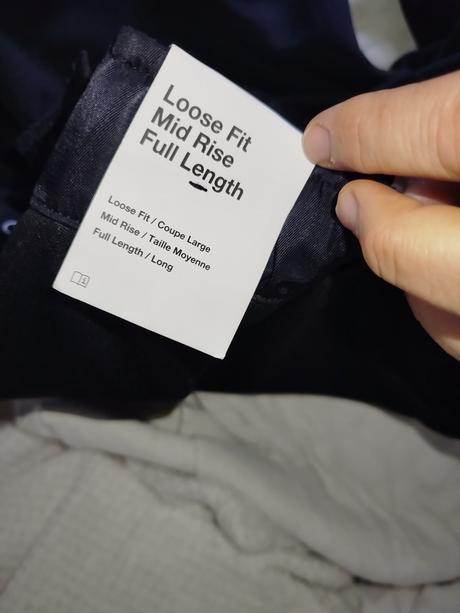 Loose Fit
Mid Rise
Full Length
Loose Fit / Coupe Large
Mid Rise / Taille Moyenne
Full Length / Long